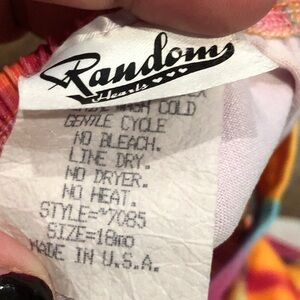 Random
Hearts
WASH COLD
GENTLE CYCLE
NO BLEACH.
LINE DRY.
NO DRYER.
NO HEAT.
STYLE=*7085
SIZE=18mo
MADE IN U.S.A.